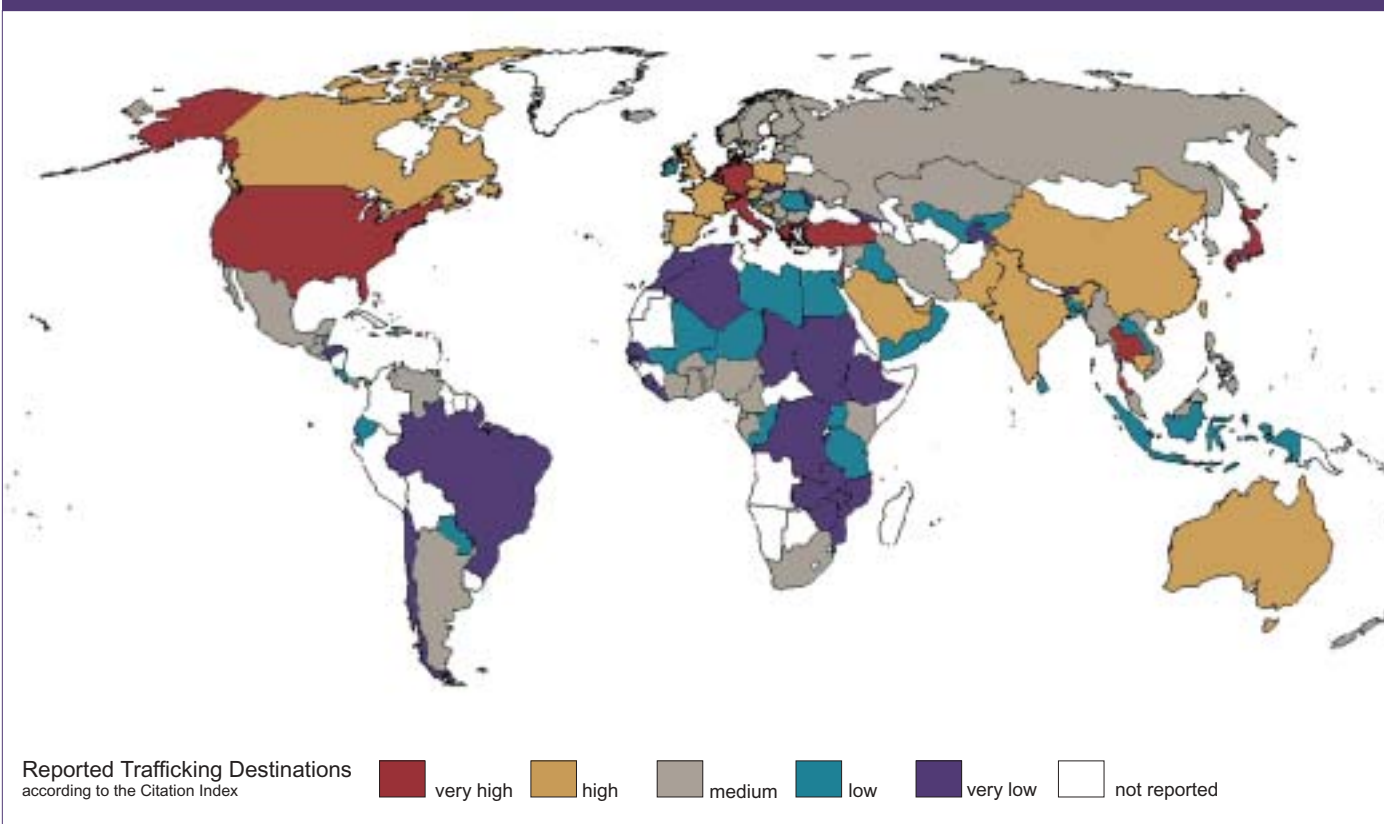 Reported Trafficking Destinations
according to the Citation Index
very high
high
medium
low
very low
not reported